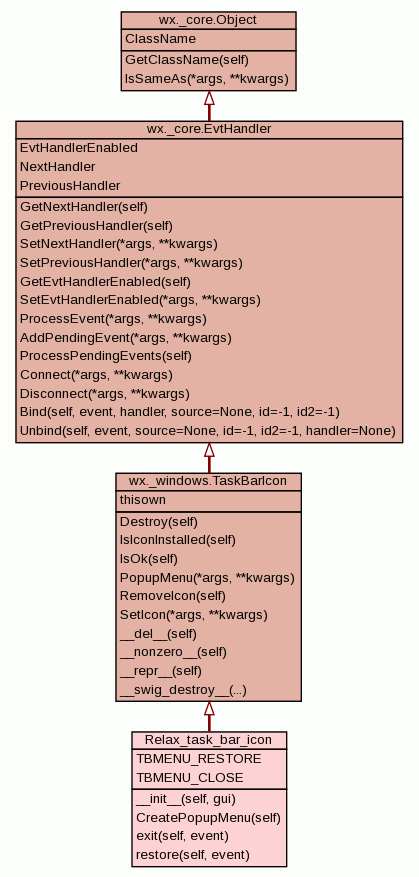 wx._core.Object
ClassName
GetClassName(self)
IsSameAs(*args, **kwargs)
wx._core.EvtHandler
EvtHandlerEnabled
NextHandler
PreviousHandler
GetNextHandler(self)
GetPreviousHandler(self)
SetNextHandler(*args, **kwargs)
SetPreviousHandler(*args, **kwargs)
GetEvtHandlerEnabled(self)
SetEvtHandlerEnabled(*args, **kwargs)
ProcessEvent(*args, **kwargs)
AddPendingEvent(*args, **kwargs)
ProcessPendingEvents(self)
Connect(*args, **kwargs)
Disconnect(*args, **kwargs)
Bind(self, event, handler, source=None, id=-1, id2=-1)
Unbind(self, event, source=None, id=-1, id2=-1, handler=None)
wx._windows.TaskBarIcon
thisown
Destroy(self)
IsIconInstalled(self)
IsOk(self)
PopupMenu(*args, **kwargs)
RemoveIcon(self)
SetIcon(*args, **kwargs)
__del__(self)
__nonzero__(self)
__repr__(self)
__swig_destroy__(...)
Relax_task_bar_icon
TBMENU_RESTORE
TBMENU_CLOSE
__init__(self, gui)
CreatePopupMenu(self)
exit(self, event)
restore(self, event)